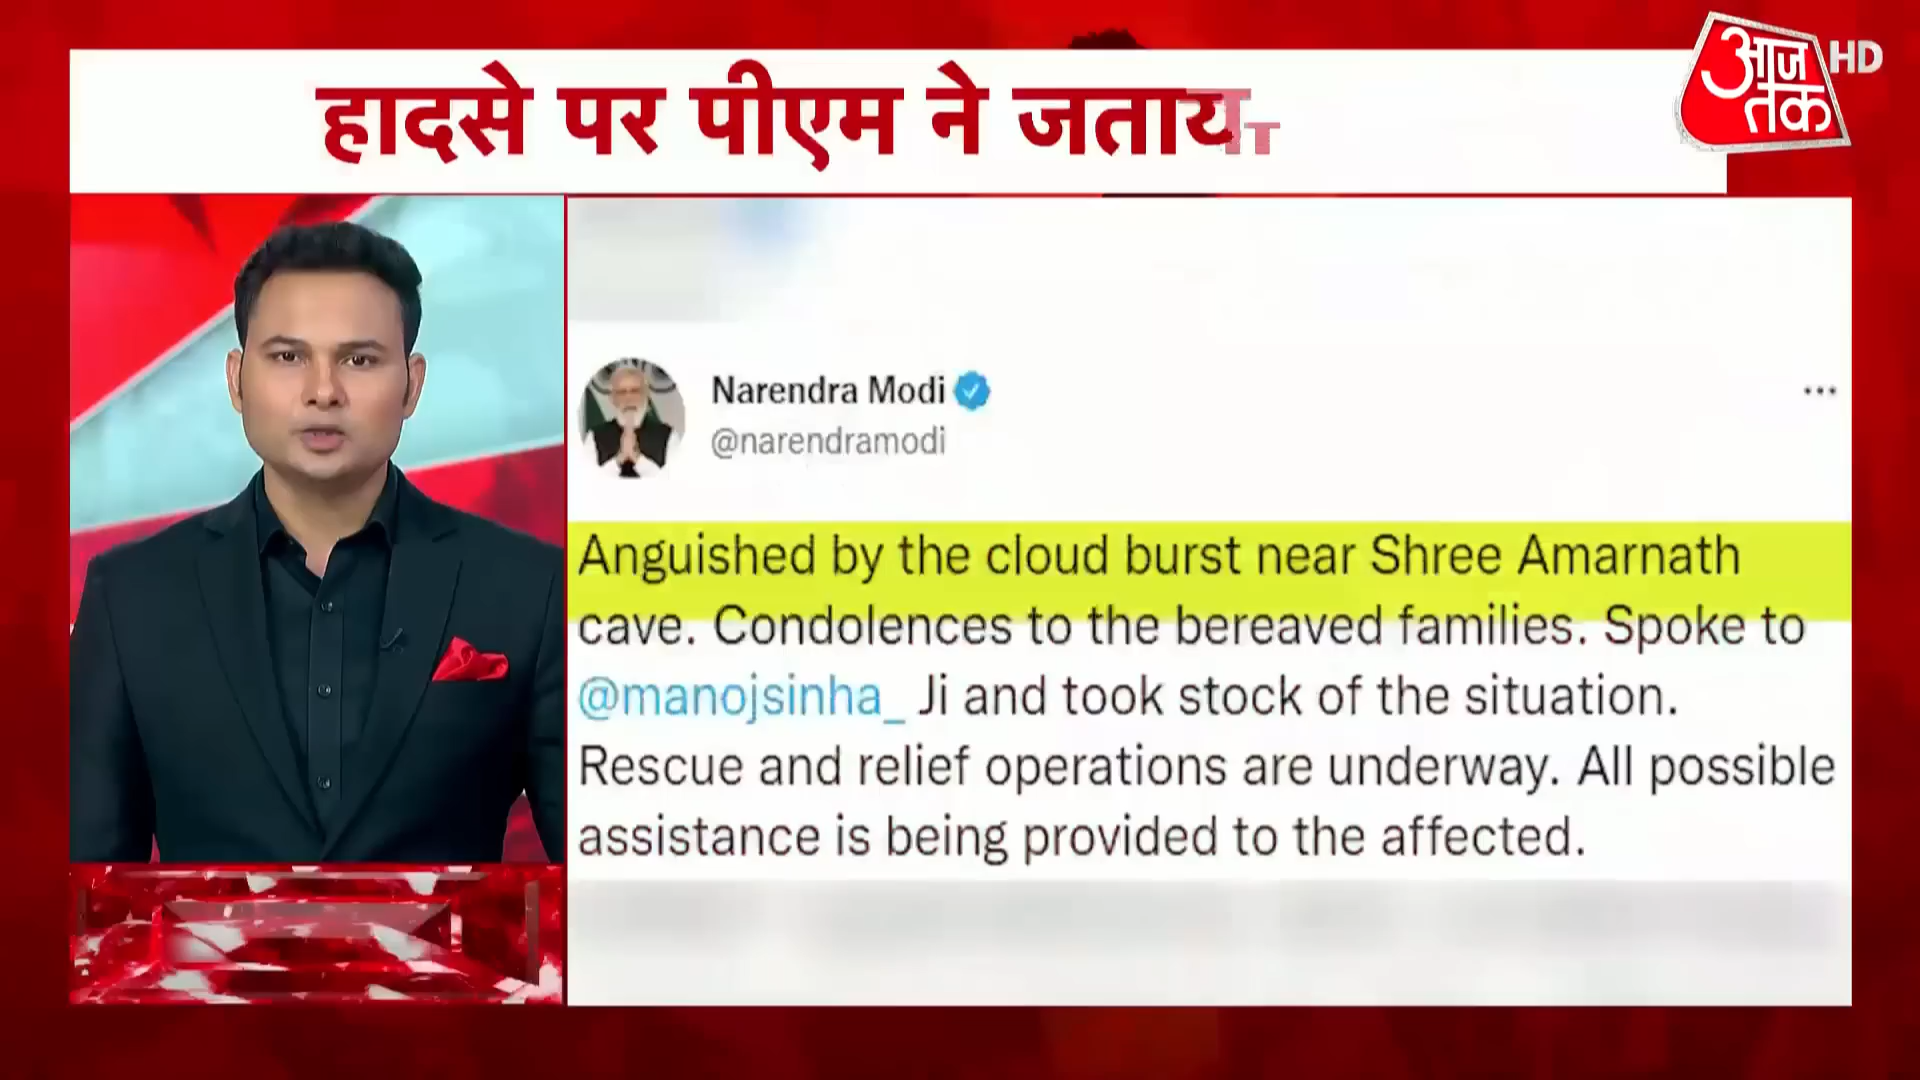 हादसे पर पीएम ने जताया
आज
तक
HD
Narendra Modi
@narendramodi
Anguished by the cloud burst near Shree Amarnath
cave. Condolences to the bereaved families. Spoke to
@manojsinha_ Ji and took stock of the situation.
Rescue and relief operations are underway. All possible
assistance is being provided to the affected.